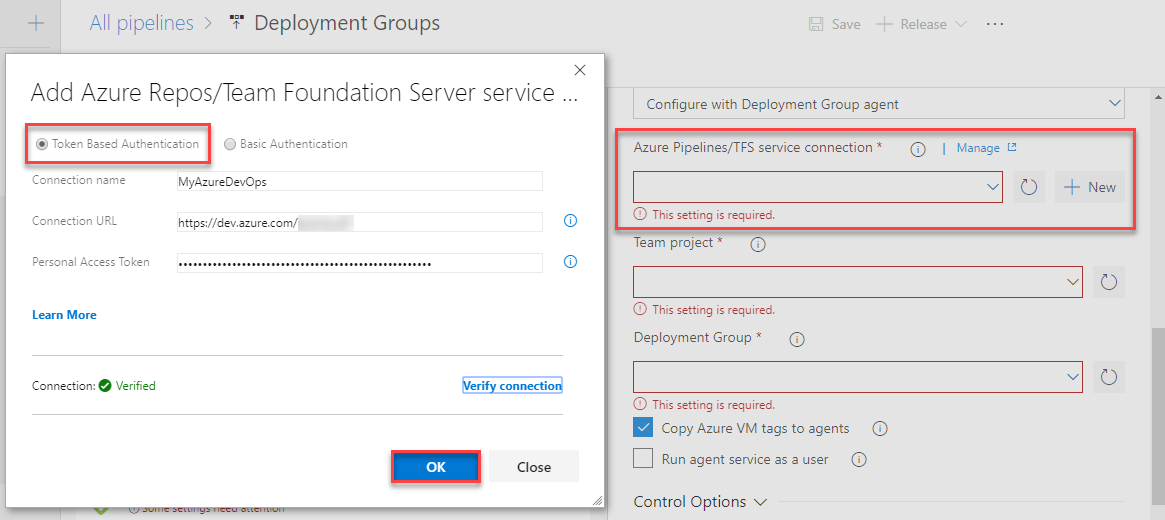 All pipelines > Deployment Groups
Save
Release
Add Azure Repos/Team Foundation Server service ...
Token Based Authentication
Basic Authentication
Connection name
MyAzureDevOps
Connection URL
https://dev.azure.com/
Personal Access Token
••••••••••••••••••••••••••••••••••••••••••••••••••••
Learn More
Connection:
Verified
Verify connection
OK
Close
Some settings need attention
Configure with Deployment Group agent
Azure Pipelines/TFS service connection *
| Manage
New
This setting is required.
Team project *
This setting is required.
Deployment Group *
This setting is required.
Copy Azure VM tags to agents
Run agent service as a user
Control Options